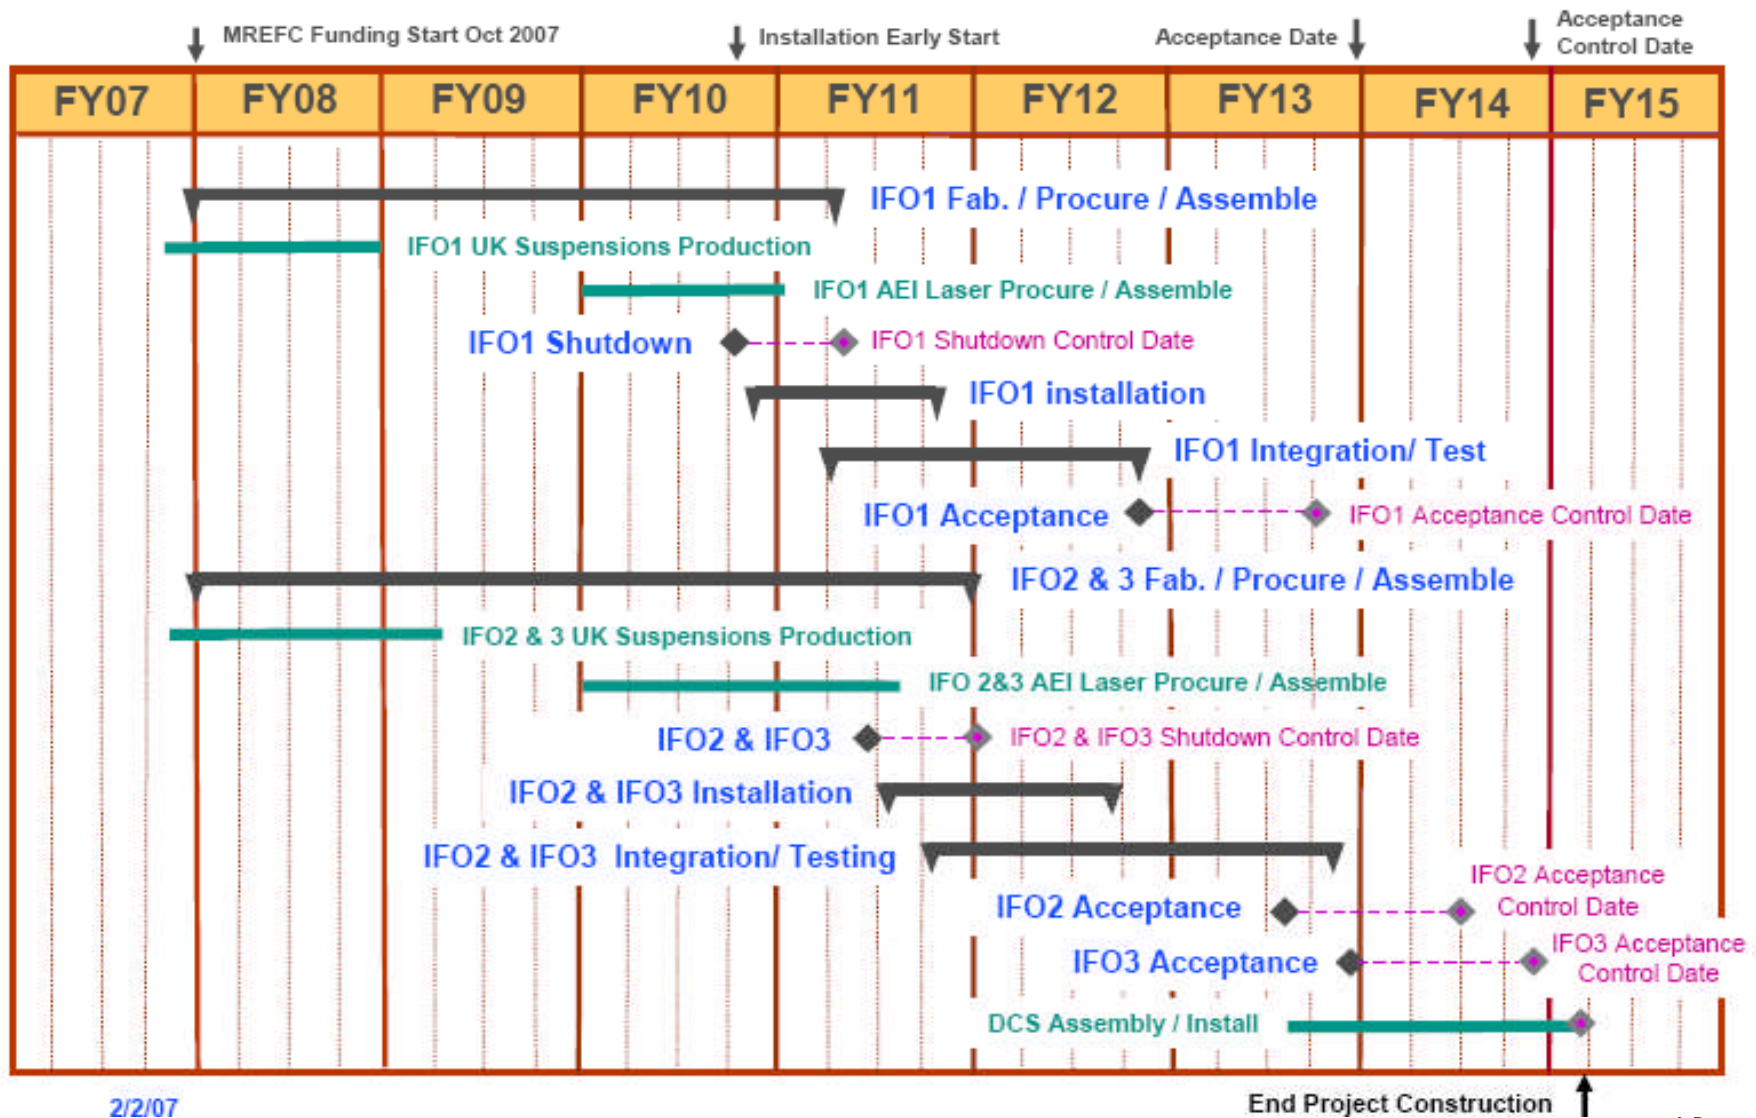 MREFC Funding Start Oct 2007
Installation Early Start
Acceptance Date
Acceptance
Control Date
FY07 FY08 FY09 FY10 FY11 FY12 FY13 FY14 FY15
IFO1 Fab. / Procure / Assemble
IFO1 UK Suspensions Production
IFO1 AEI Laser Procure / Assemble
IFO1 Shutdown
IFO1 Shutdown Control Date
IFO1 installation
IFO1 Integration/ Test
IFO1 Acceptance
IFO1 Acceptance Control Date
IFO2 & 3 Fab. / Procure / Assemble
IFO2 & 3 UK Suspensions Production
IFO 2&3 AEI Laser Procure / Assemble
IFO2 & IFO3
IFO2 & IFO3 Shutdown Control Date
IFO2 & IFO3 Installation
IFO2 & IFO3 Integration/ Testing
IFO2 Acceptance
IFO2 Acceptance
Control Date
IFO3 Acceptance
IFO3 Acceptance
Control Date
DCS Assembly / Install
2/2/07
End Project Construction